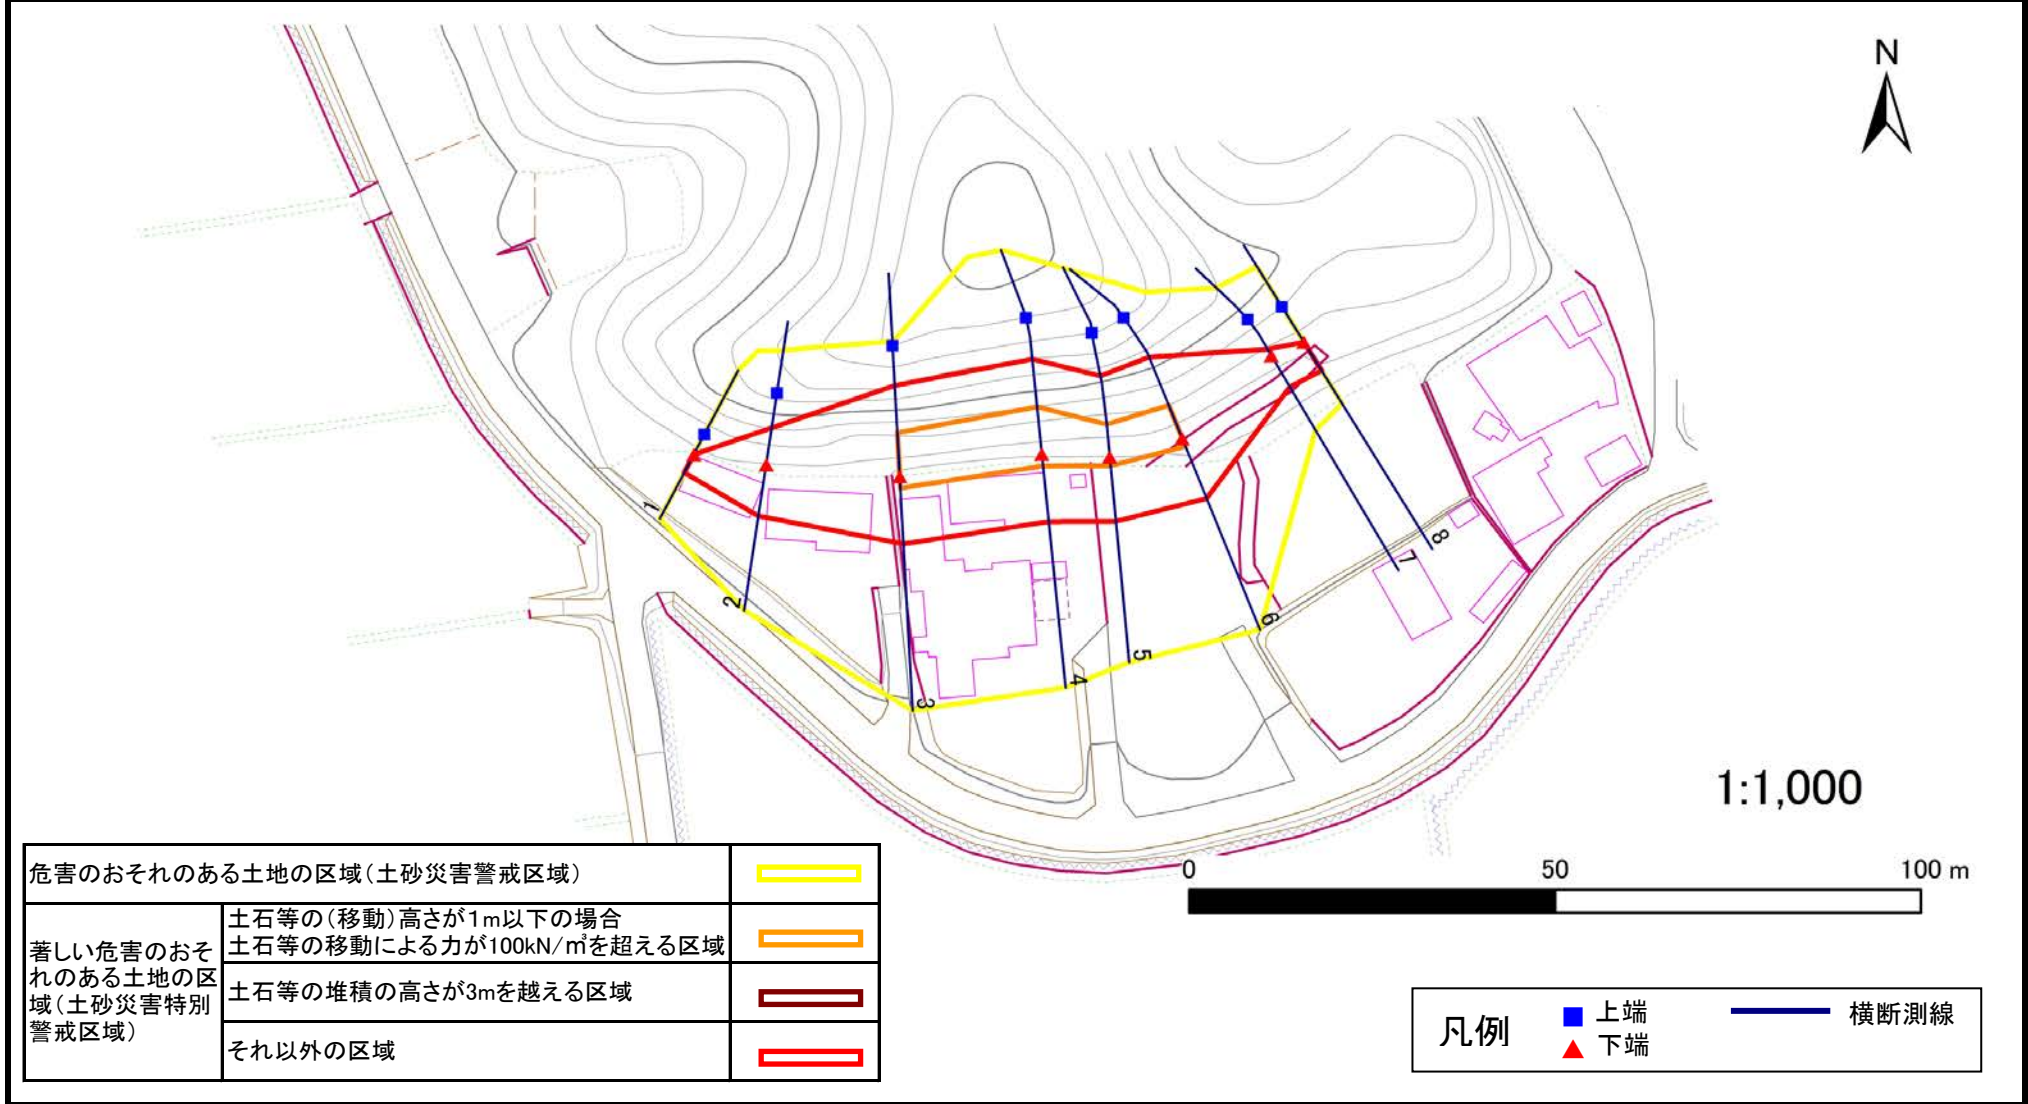 N
1
2
3
4
5
6
7
8
1:1,000
0 50 100 m
危害のおそれのある土地の区域(土砂災害警戒区域)
著しい危害のおそ
れのある土地の区
域(土砂災害特別
警戒区域)
土石等の(移動)高さが1m以下の場合
土石等の移動による力が100kN/㎡を超える区域
土石等の堆積の高さが3mを越える区域
それ以外の区域
凡例
上端
下端
横断測線